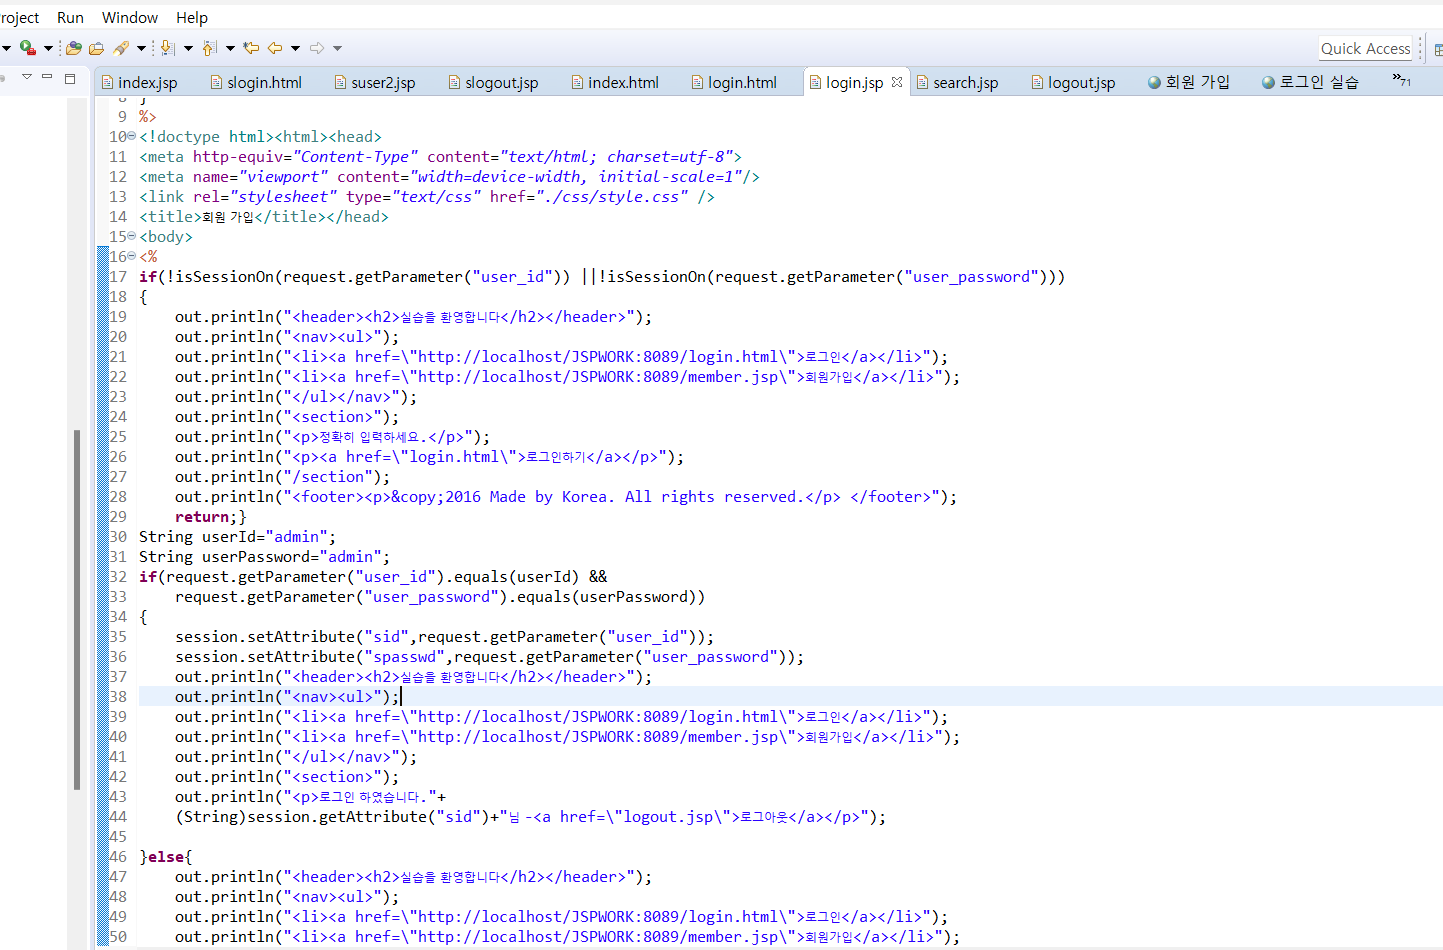 roject Run Window Help
Quick Access
index.jsp slogin.html suser2.jsp slogout.jsp index.html login.html login.jsp search.jsp logout.jsp 회원 가입 로그인 실습 »71
8 }
9 %>
10 <!doctype html><html><head>
11 <meta http-equiv="Content-Type" content="text/html; charset=utf-8">
12 <meta name="viewport" content="width=device-width, initial-scale=1"/>
13 <link rel="stylesheet" type="text/css" href="./css/style.css" />
14 <title>회원 가입</title></head>
15 <body>
16 <%
17 if(!isSessionOn(request.getParameter("user_id")) ||!isSessionOn(request.getParameter("user_password")))
18 {
19 out.println("<header><h2>실습을 환영합니다</h2></header>");
20 out.println("<nav><ul>");
21 out.println("<li><a href=\"http://localhost/JSPWORK:8089/login.html\">로그인</a></li>");
22 out.println("<li><a href=\"http://localhost/JSPWORK:8089/member.jsp\">회원가입</a></li>");
23 out.println("</ul></nav>");
24 out.println("<section>");
25 out.println("<p>정확히 입력하세요.</p>");
26 out.println("<p><a href=\"login.html\">로그인하기</a></p>");
27 out.println("/section");
28 out.println("<footer><p>&copy;2016 Made by Korea. All rights reserved.</p> </footer>");
29 return;}
30 String userId="admin";
31 String userPassword="admin";
32 if(request.getParameter("user_id").equals(userId) &&
33 request.getParameter("user_password").equals(userPassword))
34 {
35 session.setAttribute("sid",request.getParameter("user_id"));
36 session.setAttribute("spasswd",request.getParameter("user_password"));
37 out.println("<header><h2>실습을 환영합니다</h2></header>");
38 out.println("<nav><ul>");
39 out.println("<li><a href=\"http://localhost/JSPWORK:8089/login.html\">로그인</a></li>");
40 out.println("<li><a href=\"http://localhost/JSPWORK:8089/member.jsp\">회원가입</a></li>");
41 out.println("</ul></nav>");
42 out.println("<section>");
43 out.println("<p>로그인 하였습니다."+
44 (String)session.getAttribute("sid")+"님 -<a href=\"logout.jsp\">로그아웃</a></p>");
45
46 }else{
47 out.println("<header><h2>실습을 환영합니다</h2></header>");
48 out.println("<nav><ul>");
49 out.println("<li><a href=\"http://localhost/JSPWORK:8089/login.html\">로그인</a></li>");
50 out.println("<li><a href=\"http://localhost/JSPWORK:8089/member.jsp\">회원가입</a></li>");